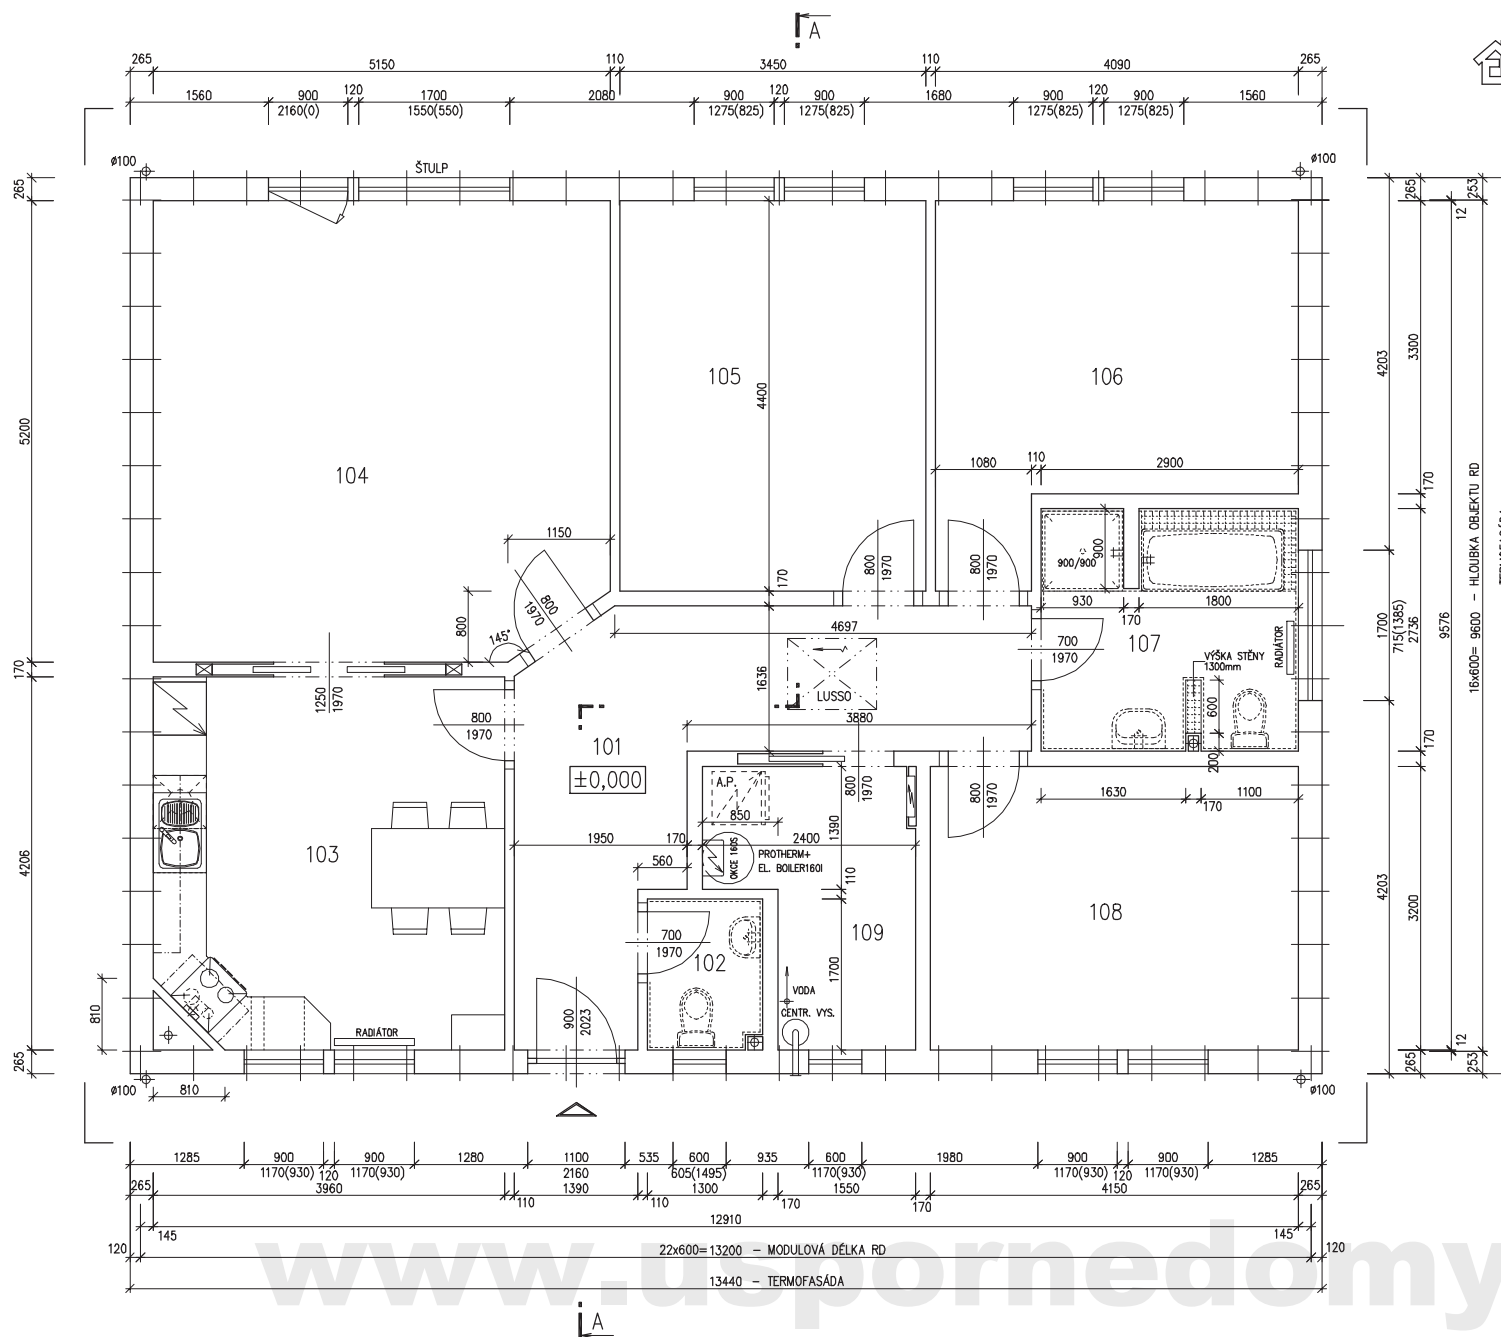 A
265 5150 110 3450 110 4090 265
1560 900 120 1700 2080 900 120 900 1680 900 120 900 1560
2160(0) 1550(550) 1275(825) 1275(825) 1275(825) 1275(825)
ø100 ŠTULP ø100
265 265 253
12
105 106
4400
5200 4203 3300
104
1080 110 2900
170
1150
800
1970
170
800
1970
800
1970
900/900
900
930 170 1800
800
145°
800
1970
4697
700
1970
107
VÝŠKA STĚNY
1300mm
RADIÁTOR
1700
715(1385)
2736
9576
16x600= 9600 – HLOUBKA OBJEKTU RD
170
1250
1970
1636
LUSSO
600
200
3880
800
1970
101
±0,000
170
A.P.
850
800
1970
800
1970
1630 170 1100
1390
1950 170 2400
560
OKCE 160S
PROTHERM+
EL. BOILER160l
110
4206 103 4203 3200
108
109
700
1970
102
1700
VODA
CENTR. VYS.
810
900
2023
RADIÁTOR
265 265 12 253
ø100 810 ø100
1285 900 900 1280 1100 535 600 935 600 1980 900 900 1285
1170(930) 120 1170(930) 2160 605(1495) 1170(930) 1170(930) 120 1170(930)
265 3960 1390 1300 1550 4150 265
110 110 170 170
12910
145 145
120 22x600=13200 – MODULOVÁ DÉLKA RD 120
13440 – TERMOFASÁDA
www.uspornedomy
A